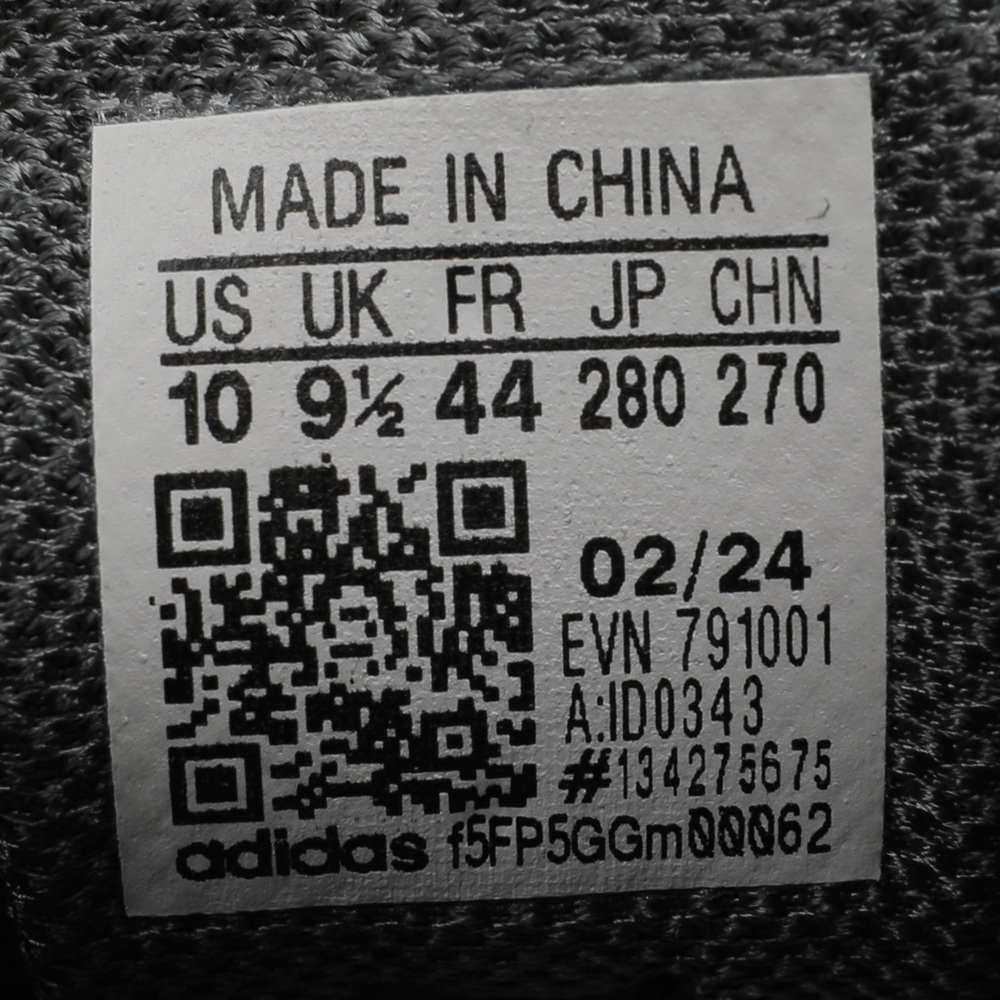 MADE IN CHINA
US UK FR JP CHN
10 9½ 44 280 270
02/24
EVN 791001
A:ID0343
#134275675
adidas f5FP5GGm00062